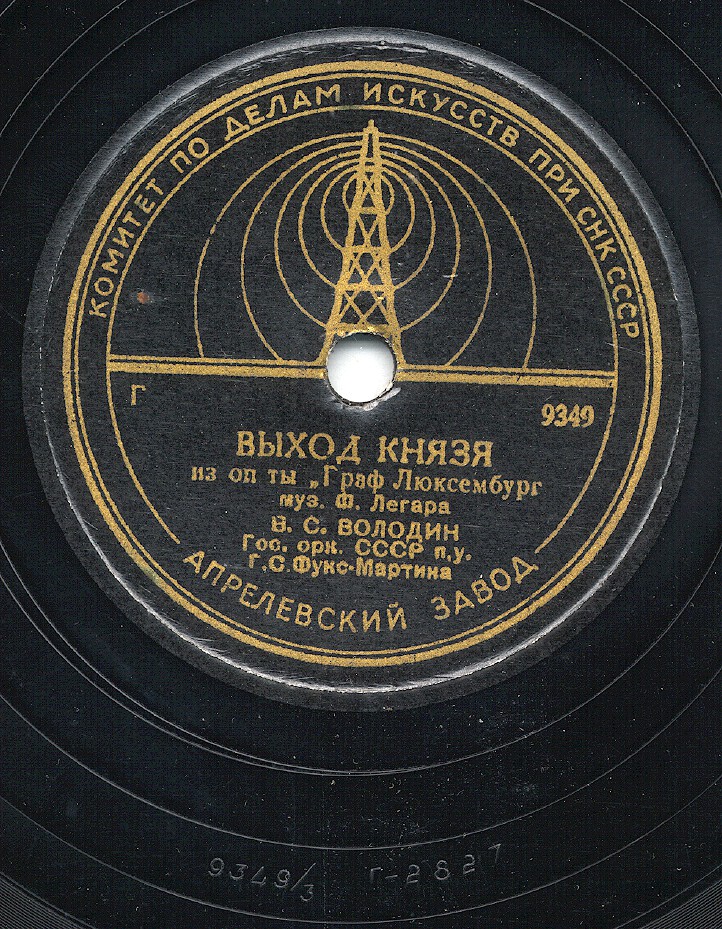 КОМИТЕТ ПО ДЕЛАМ ИСКУССТВ ПРИ СНК СССР
Г
9349
ВЫХОД КНЯЗЯ
из оп ты „Граф Люксембург
муз. Ф. Легара
В. С. ВОЛОДИН
Гос. орк. СССР п.у.
Г.С.Фукс-Мартина
АПРЕЛЕВСКИЙ ЗАВОД
9349/3 Г-2827